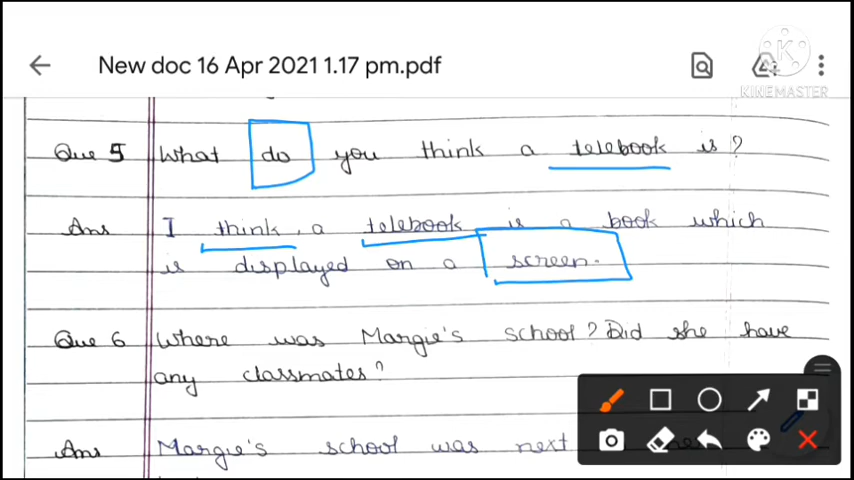 New doc 16 Apr 2021 1.17 pm.pdf
KINEMASTER
Que 5 What do you think a telebook is?
Ans I think, a telebook is a book which
is displayed on a screen.
Que 6 Where was Margie's school? Did she have
any classmates?
Ans Margie's school was next